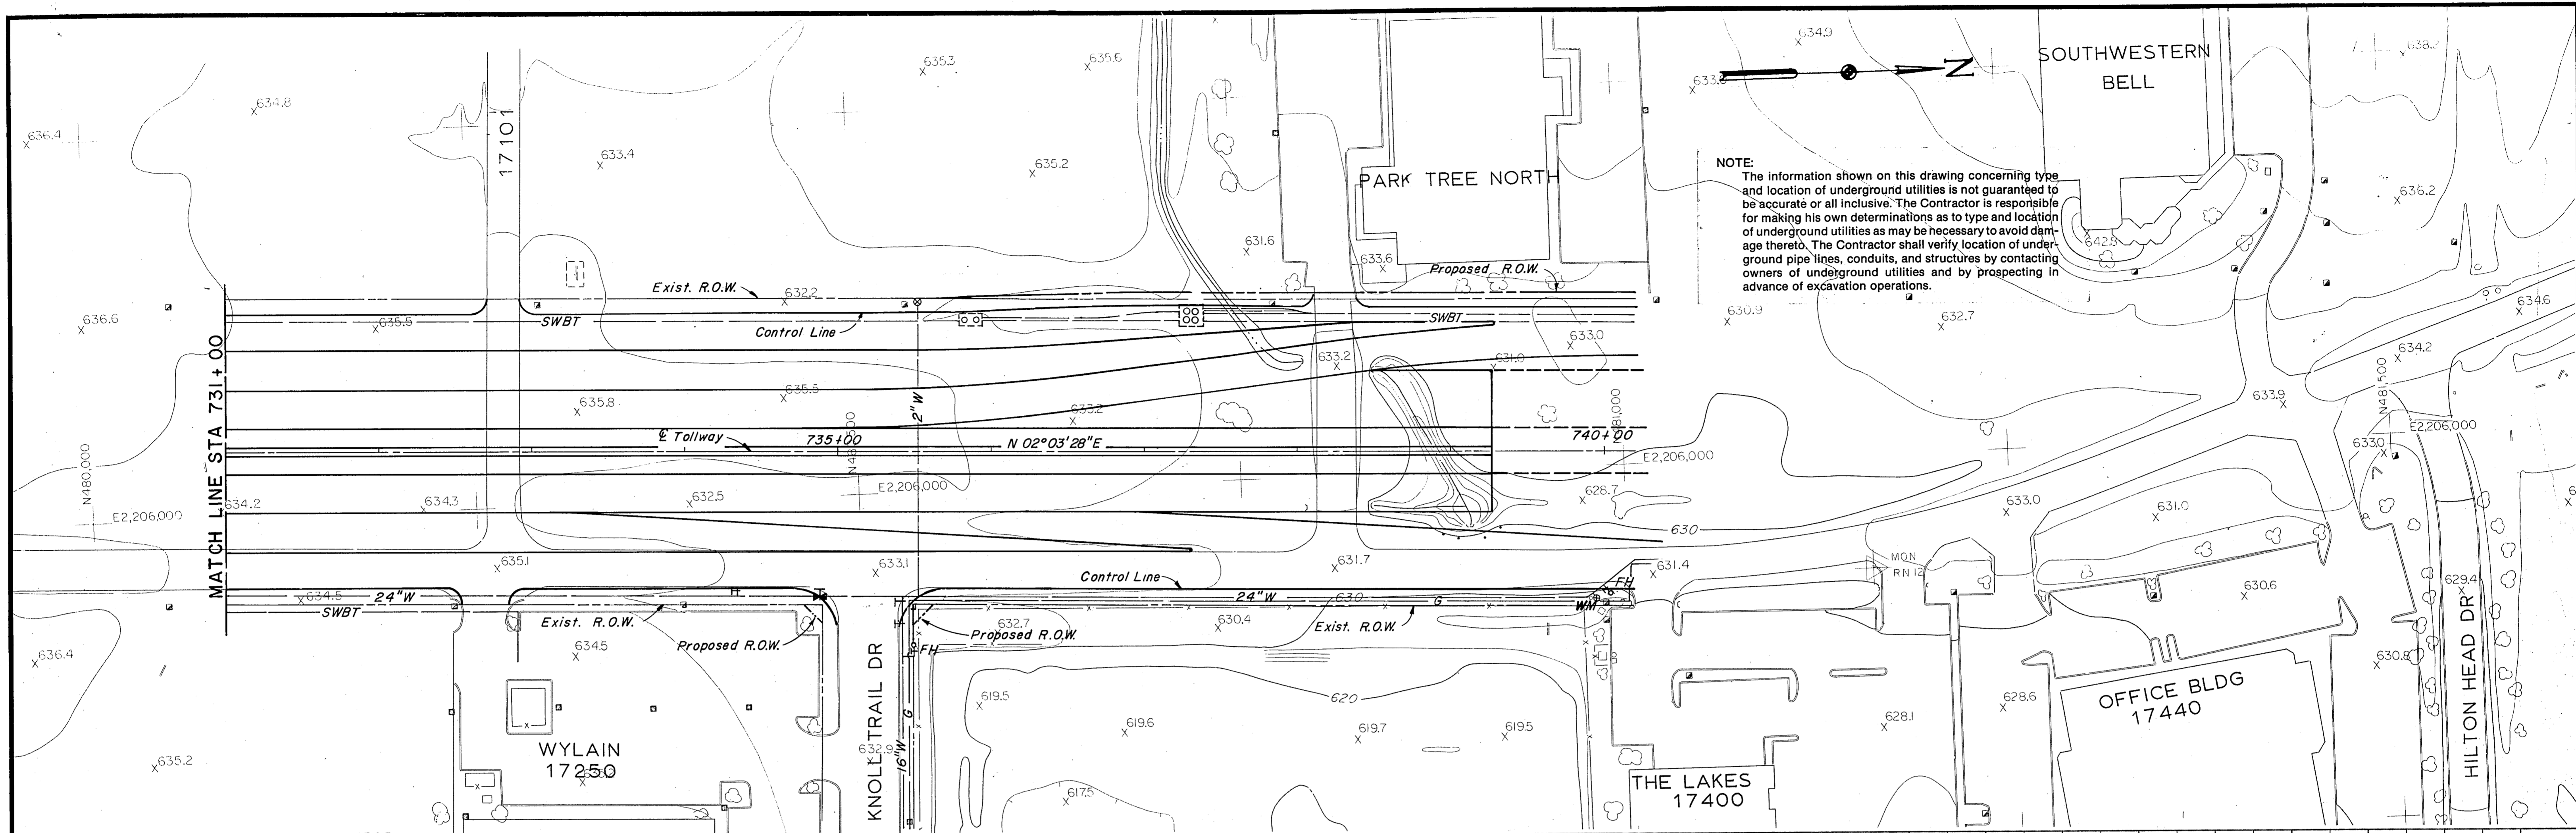 634.9
SOUTHWESTERN
BELL
638.2
635.3
635.6
N
634.8
636.4
17101
633.4
635.2
PARK TREE NORTH
NOTE:
The information shown on this drawing concerning type
and location of underground utilities is not guaranteed to
be accurate or all inclusive. The Contractor is responsible
for making his own determinations as to type and location
of underground utilities as may be necessary to avoid dam-
age thereto. The Contractor shall verify location of under-
ground pipe lines, conduits, and structures by contacting
owners of underground utilities and by prospecting in
advance of excavation operations.
636.2
631.6
633.6
642.8
Proposed R.O.W.
Exist. R.O.W.
632.2
636.6
635.5
SWBT
Control Line
SWBT
630.9
632.7
634.6
MATCH LINE STA 731+00
633.2
631.0
633.0
634.2
635.8
635.5
633.2
2"W
633.9
N481,500
E2,206,000
633.0
℄ Tollway
735+00
N 02°03'28"E
740+00
N481,000
E2,206,000
N480,000
E2,206,000
634.2
634.3
632.5
E2,206,000
628.7
633.0
631.0
630
635.1
633.1
631.7
631.4
MON
RN 12
Control Line
FH
634.5
24"W
24"W
630
G
WM
630.6
629.4
SWBT
Exist. R.O.W.
Proposed R.O.W.
634.5
632.7
Proposed R.O.W.
630.4
Exist. R.O.W.
FH
636.4
630.8
KNOLL TRAIL DR
16"W
G
619.5
620
619.6
619.7
619.5
628.1
628.6
OFFICE BLDG
17440
HILTON HEAD DR
WYLAIN
17250
632.9
635.2
617.5
THE LAKES
17400